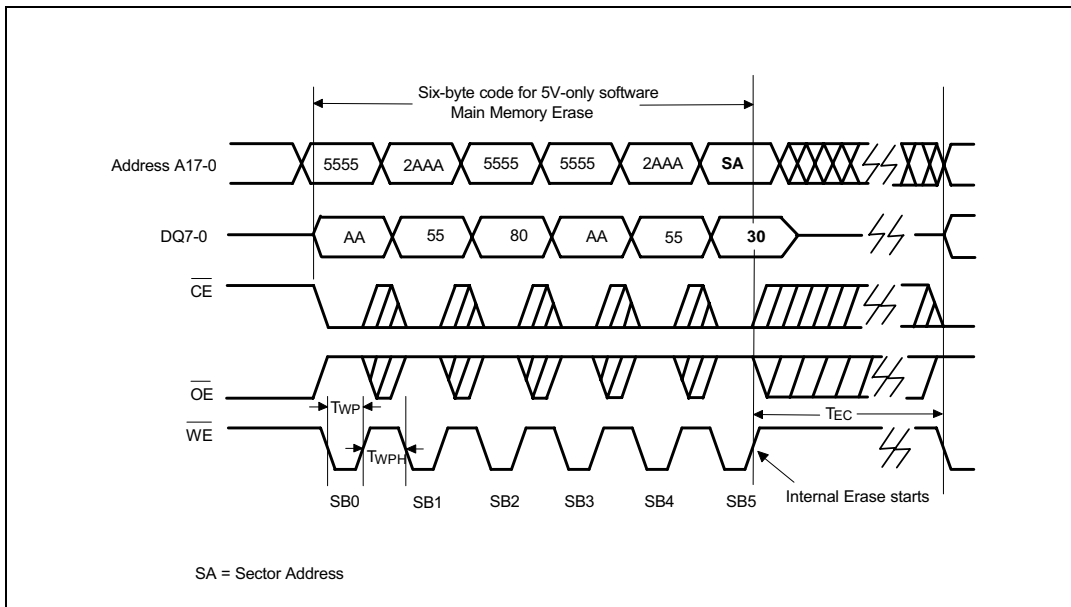 Six-byte code for 5V-only software
Main Memory Erase
Address A17-0
5555
2AAA
5555
5555
2AAA
SA
DQ7-0
AA
55
80
AA
55
30
CE
OE
TWP
TEC
WE
TWPH
SB0
SB1
SB2
SB3
SB4
SB5
Internal Erase starts
SA = Sector Address